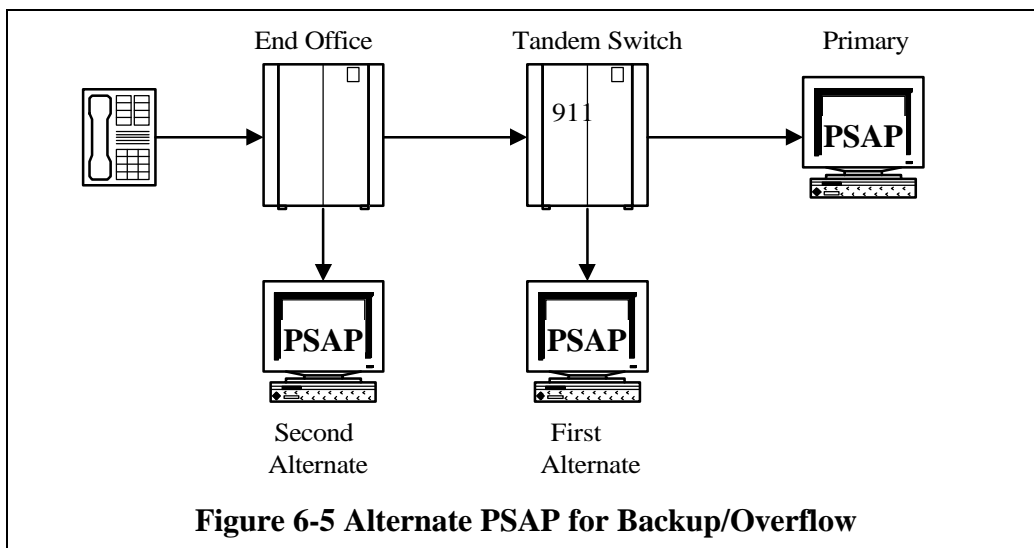 End Office
Tandem Switch
Primary
911
PSAP
PSAP
PSAP
Second
Alternate
First
Alternate
Figure 6-5 Alternate PSAP for Backup/Overflow